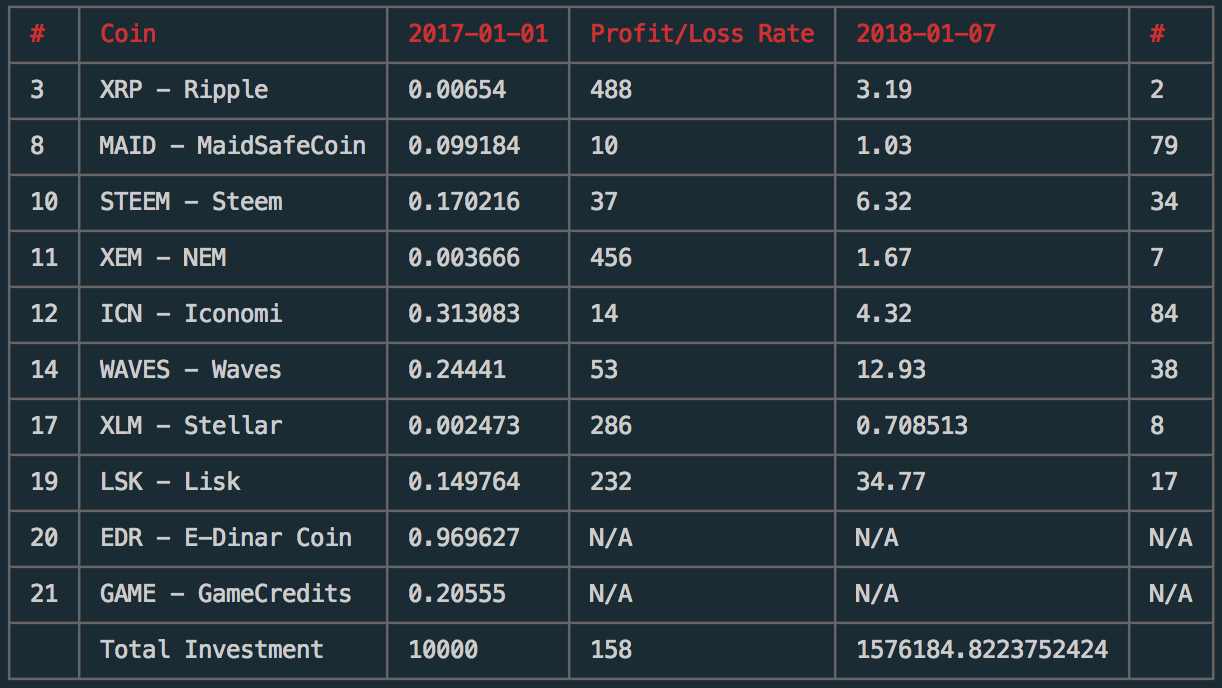 # Coin 2017-01-01 Profit/Loss Rate 2018-01-07 #
3 XRP - Ripple 0.00654 488 3.19 2
8 MAID - MaidSafeCoin 0.099184 10 1.03 79
10 STEEM - Steem 0.170216 37 6.32 34
11 XEM - NEM 0.003666 456 1.67 7
12 ICN - Iconomi 0.313083 14 4.32 84
14 WAVES - Waves 0.24441 53 12.93 38
17 XLM - Stellar 0.002473 286 0.708513 8
19 LSK - Lisk 0.149764 232 34.77 17
20 EDR - E-Dinar Coin 0.969627 N/A N/A N/A
21 GAME - GameCredits 0.20555 N/A N/A N/A
Total Investment 10000 158 1576184.8223752424